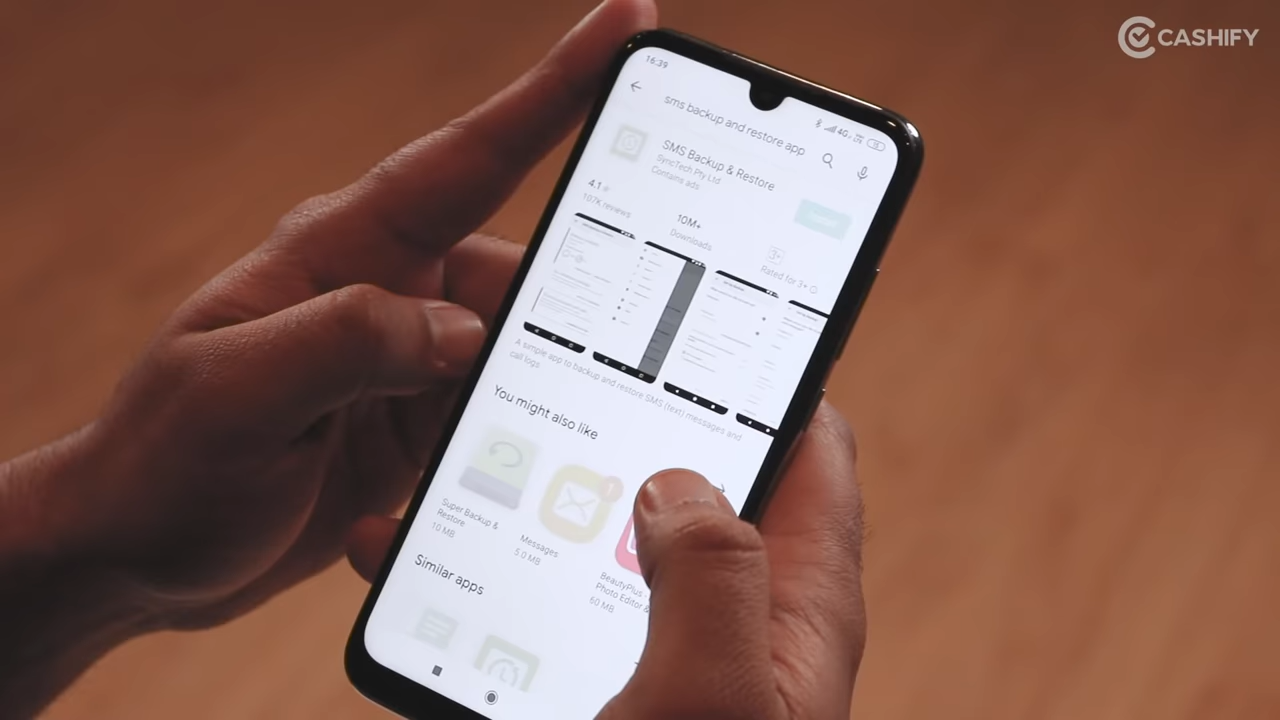 CASHIFY
16:39
4G+
sms backup and restore app
SMS Backup & Restore
SyncTech Pty Ltd
Contains ads
4.1
107K reviews
10M+
Downloads
3+
Rated for 3+
A simple app to backup and restore SMS (text) messages and
call logs
You might also like
Super Backup &
Restore
10 MB
Messages
5.0 MB
BeautyPlus -
Photo Editor &
60 MB
1
Similar apps